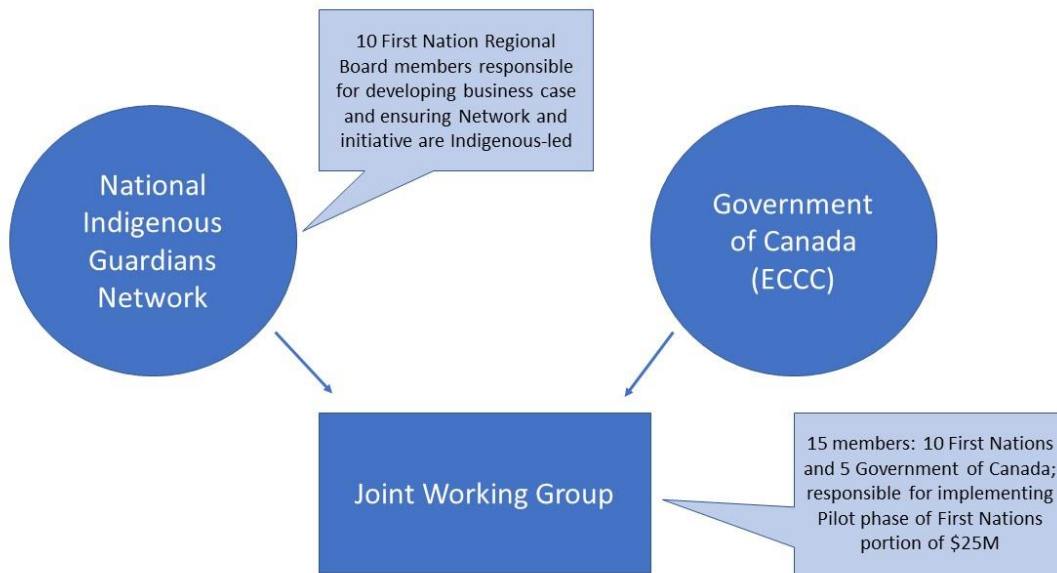 10 First Nation Regional
Board members responsible
for developing business case
and ensuring Network and
initiative are Indigenous-led
National
Indigenous
Guardians
Network
Government
of Canada
(ECCC)
Joint Working Group
15 members: 10 First Nations
and 5 Government of Canada;
responsible for implementing
Pilot phase of First Nations
portion of $25M